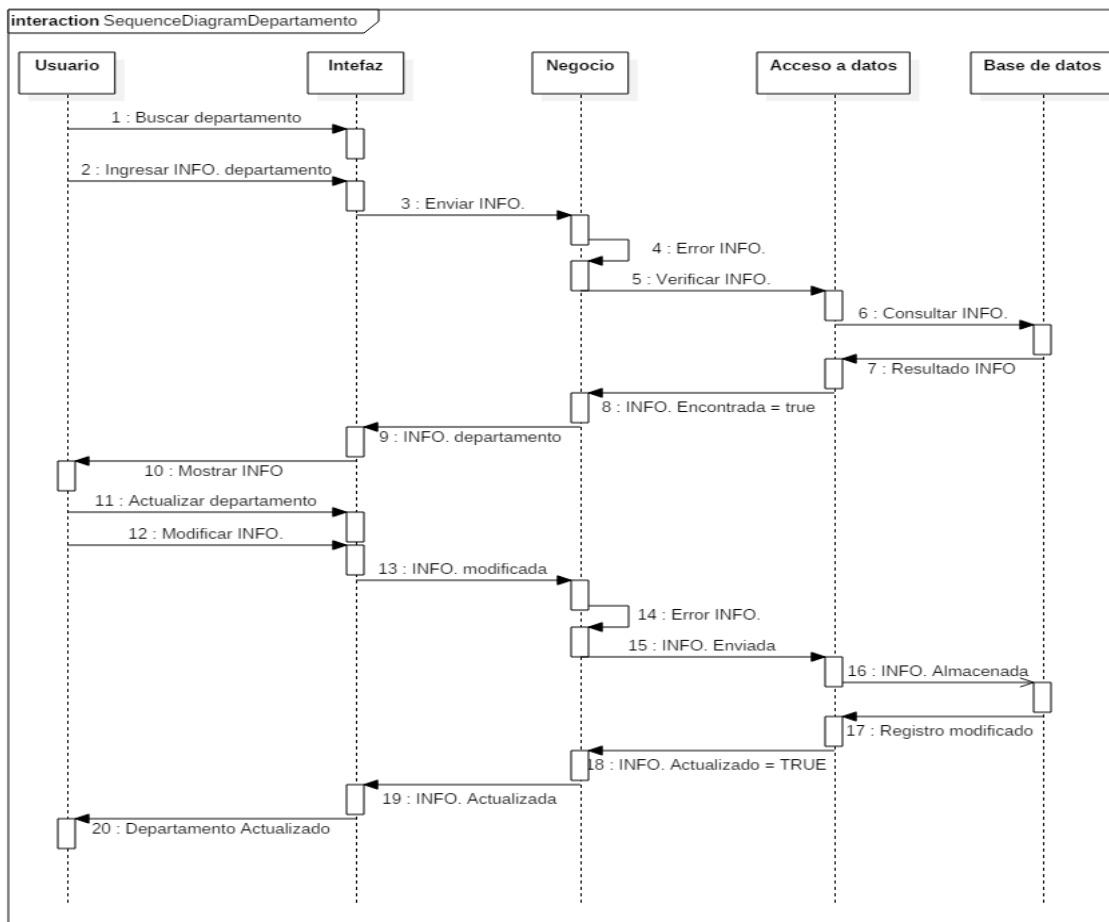 interaction SequenceDiagramDepartamento
Usuario
Intefaz
Negocio
Acceso a datos
Base de datos
1 : Buscar departamento
2 : Ingresar INFO. departamento
3 : Enviar INFO.
4 : Error INFO.
5 : Verificar INFO.
6 : Consultar INFO.
7 : Resultado INFO
8 : INFO. Encontrada = true
9 : INFO. departamento
10 : Mostrar INFO
11 : Actualizar departamento
12 : Modificar INFO.
13 : INFO. modificada
14 : Error INFO.
15 : INFO. Enviada
16 : INFO. Almacenada
17 : Registro modificado
18 : INFO. Actualizado = TRUE
19 : INFO. Actualizada
20 : Departamento Actualizado